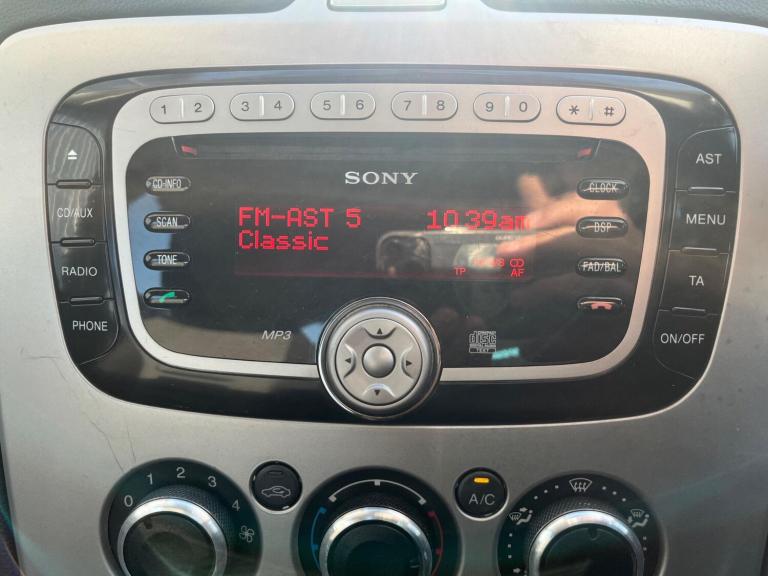 1 2 3 4 5 6 7 8 9 0 * #
SONY
CD-INFO
SCAN
TONE
CD/AUX
RADIO
PHONE
FM-AST 5 10 39am
Classic
TP CD
AF
CLOCK
DSP
FAD/BAL
AST
MENU
TA
ON/OFF
MP3
disc
TEXT
0 1 2 3 4
A/C